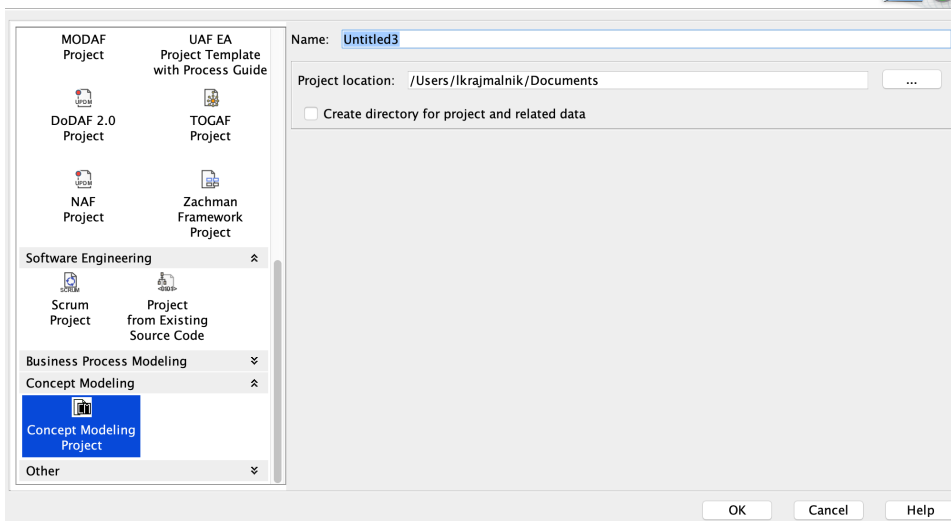 MODAF
Project
UAF EA
Project Template
with Process Guide
UPDM
DoDAF 2.0
Project
TOGAF
Project
UPDM
NAF
Project
Zachman
Framework
Project
Software Engineering
SCRUM
Scrum
Project
Project
from Existing
Source Code
Business Process Modeling
Concept Modeling
Concept Modeling
Project
Other
Name: Untitled3
Project location: /Users/lkrajmalnik/Documents ...
Create directory for project and related data
OK Cancel Help